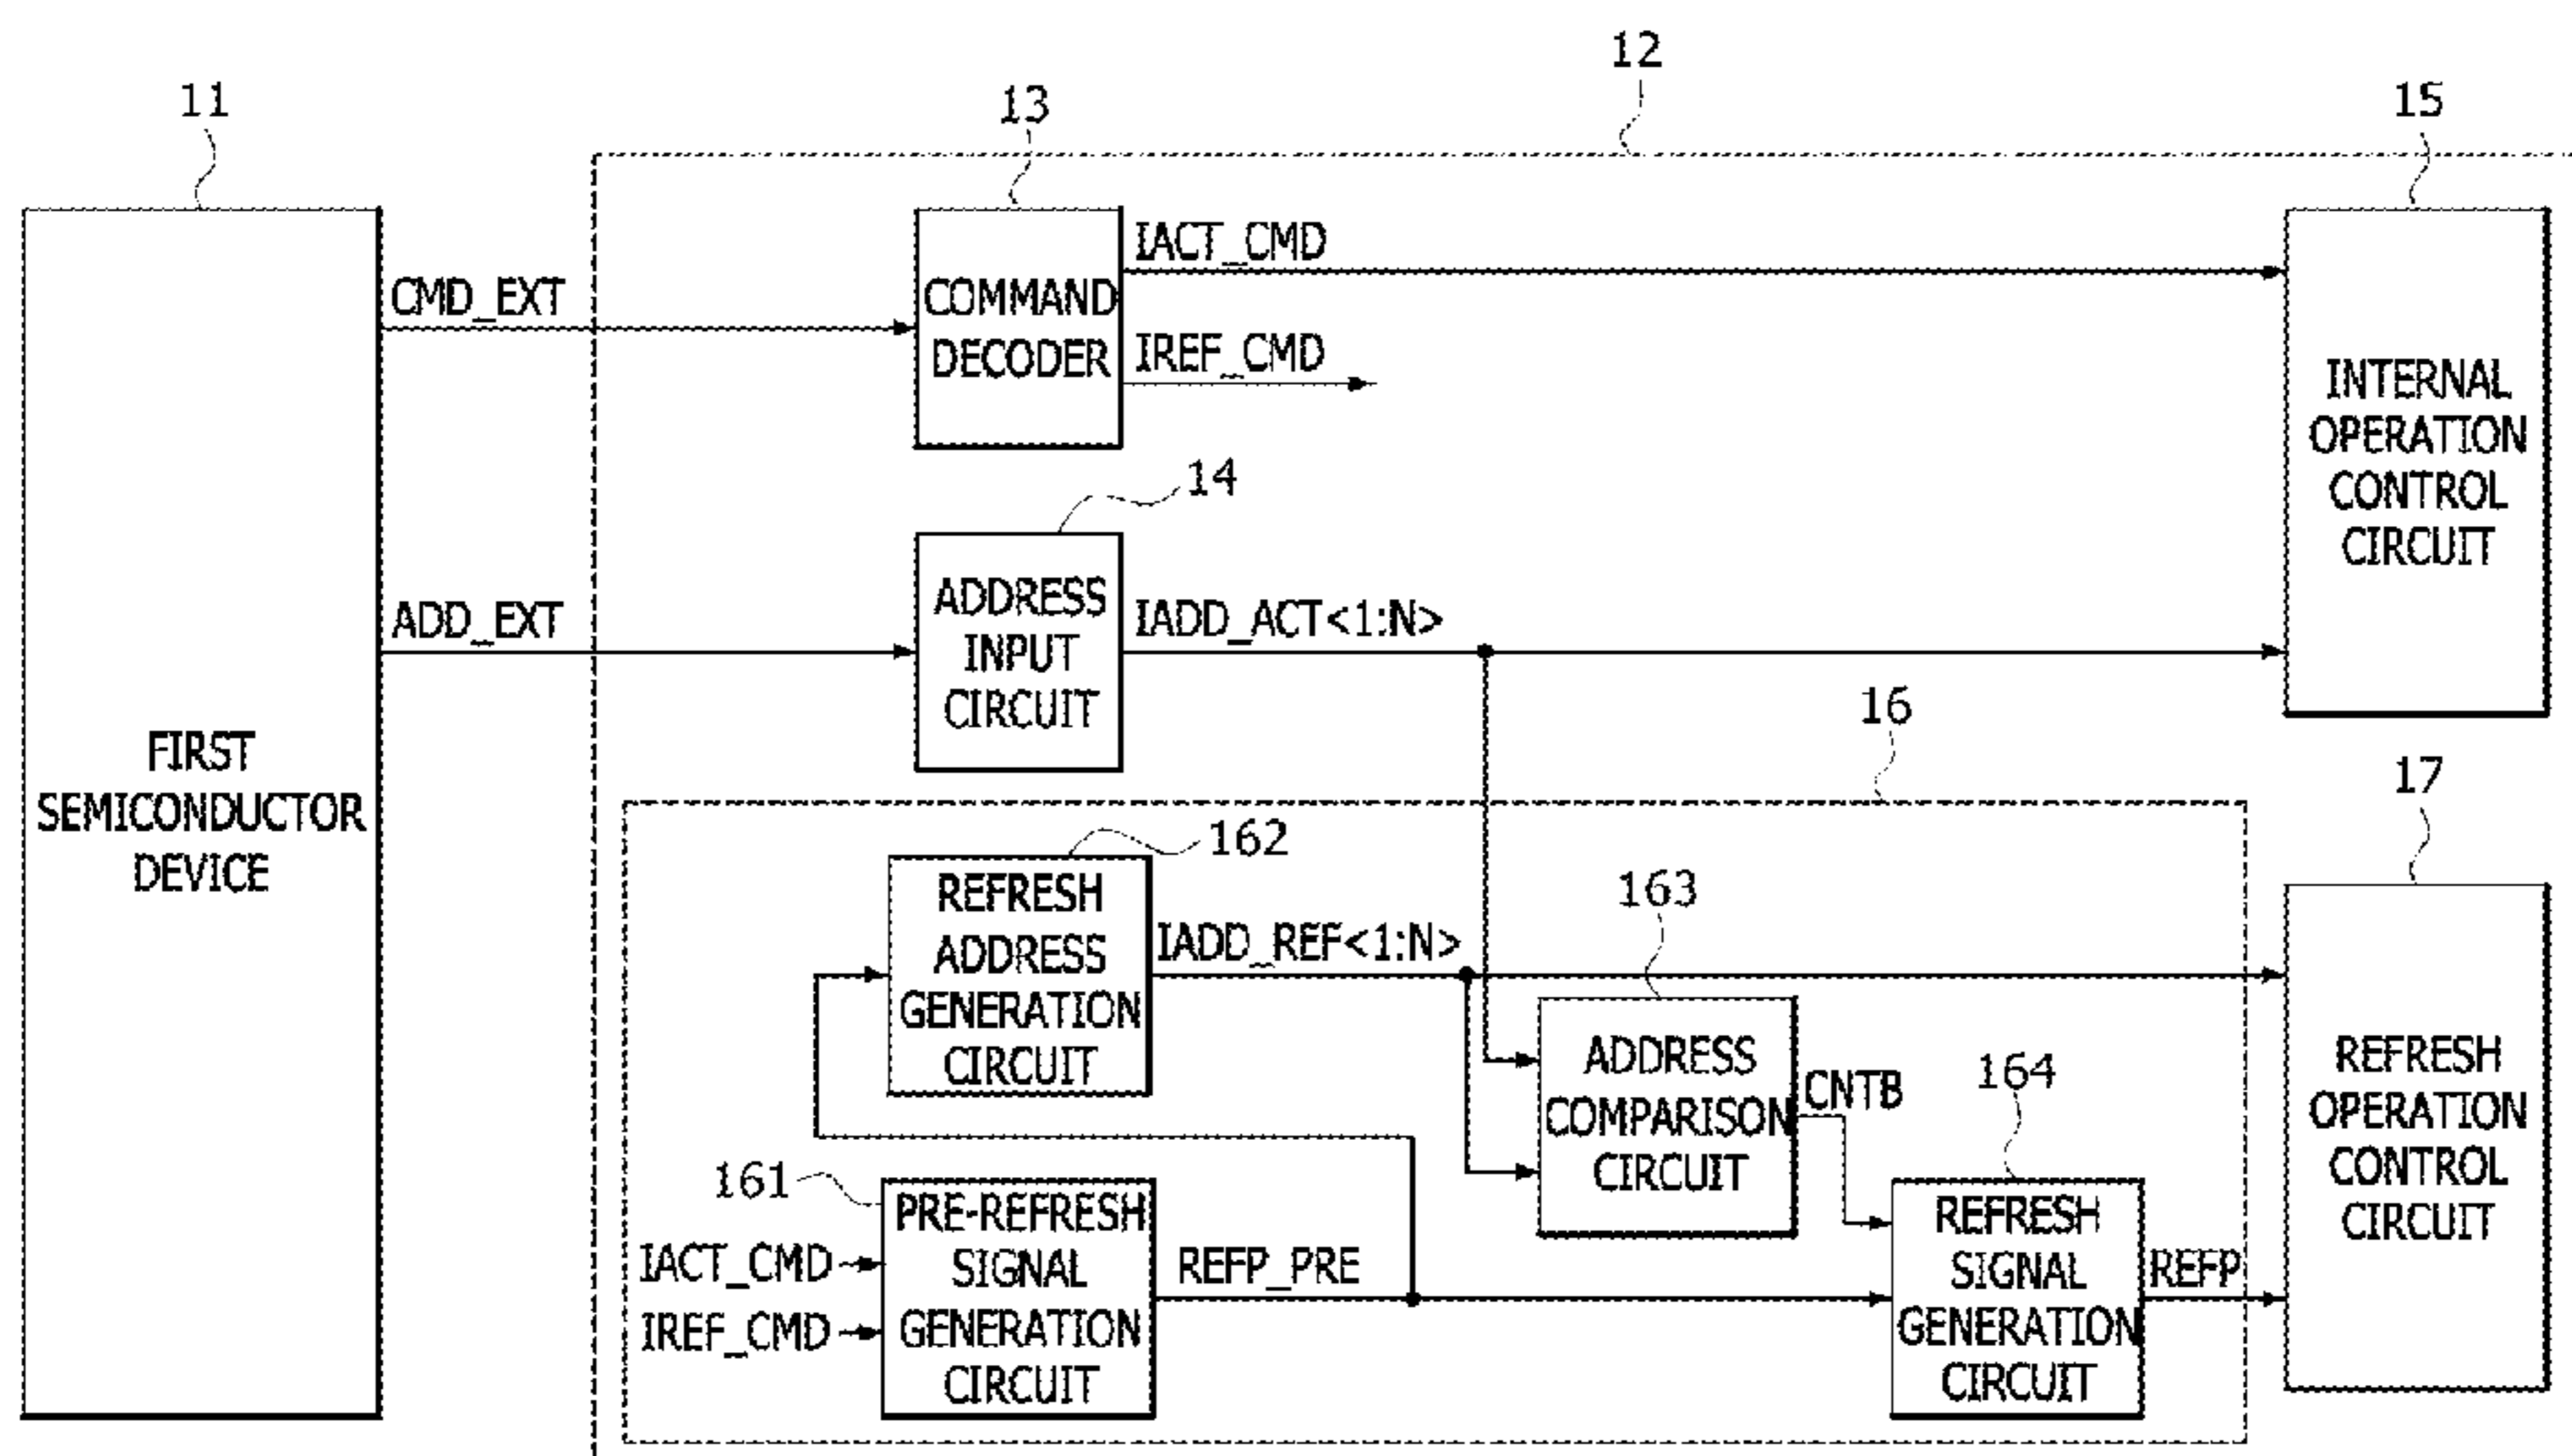 12
11
13
15
IACT_CMD
CMD_EXT
COMMAND
DECODER
IREF_CMD
INTERNAL
OPERATION
CONTROL
CIRCUIT
14
ADD_EXT
ADDRESS
INPUT
CIRCUIT
IADD_ACT<1:N>
16
FIRST
SEMICONDUCTOR
DEVICE
17
162
REFRESH
ADDRESS
GENERATION
CIRCUIT
IADD_REF<1:N>
163
ADDRESS
COMPARISON
CIRCUIT
CNTB
164
REFRESH
OPERATION
CONTROL
CIRCUIT
161
IACT_CMD
IREF_CMD
PRE-REFRESH
SIGNAL
GENERATION
CIRCUIT
REFP_PRE
REFRESH
SIGNAL
GENERATION
CIRCUIT
REFP